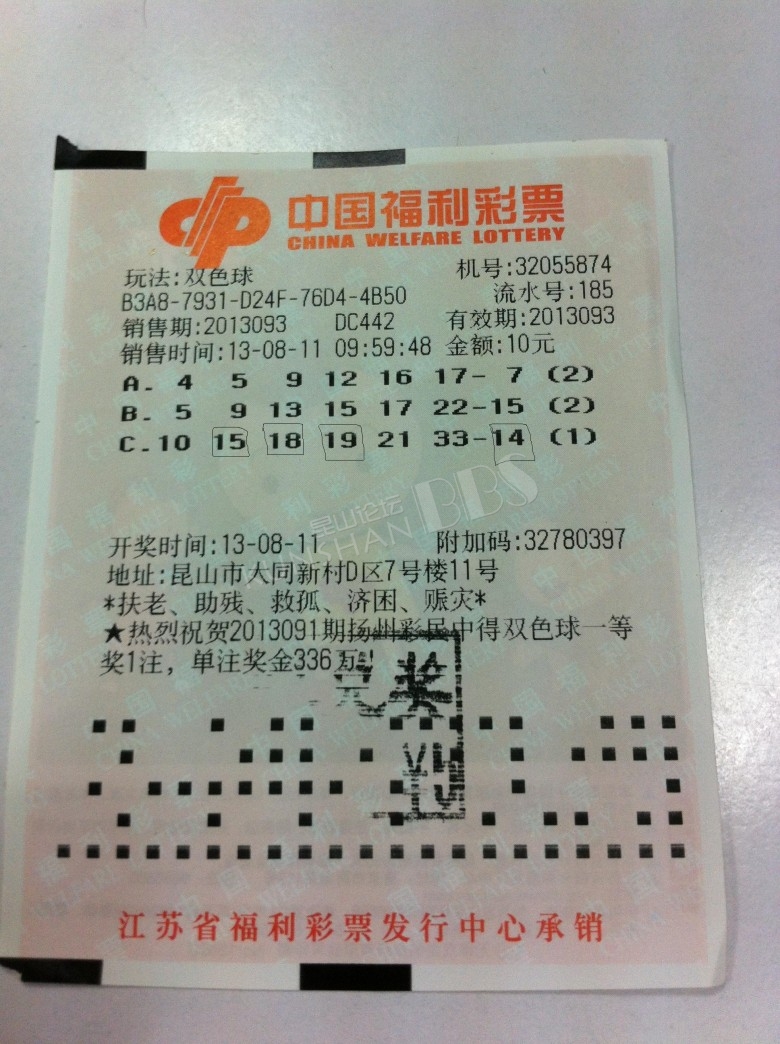 中国福利彩票
CHINA WELFARE LOTTERY
玩法:双色球 机号:32055874
B3A8-7931-D24F-76D4-4B50 流水号:185
销售期:2013093 DC442 有效期:2013093
销售时间:13-08-11 09:59:48 金额:10元
A. 4 5 9 12 16 17- 7 (2)
B. 5 9 13 15 17 22-15 (2)
C.10 15 18 19 21 33-14 (1)
昆山论坛
KUNSHAN BBS
开奖时间:13-08-11 附加码:32780397
地址:昆山市大同新村D区7号楼11号
*扶老、助残、救孤、济困、赈灾*
★热烈祝贺2013091期扬州彩民中得双色球一等
奖1注，单注奖金336万!
兑奖
江苏省福利彩票发行中心承销